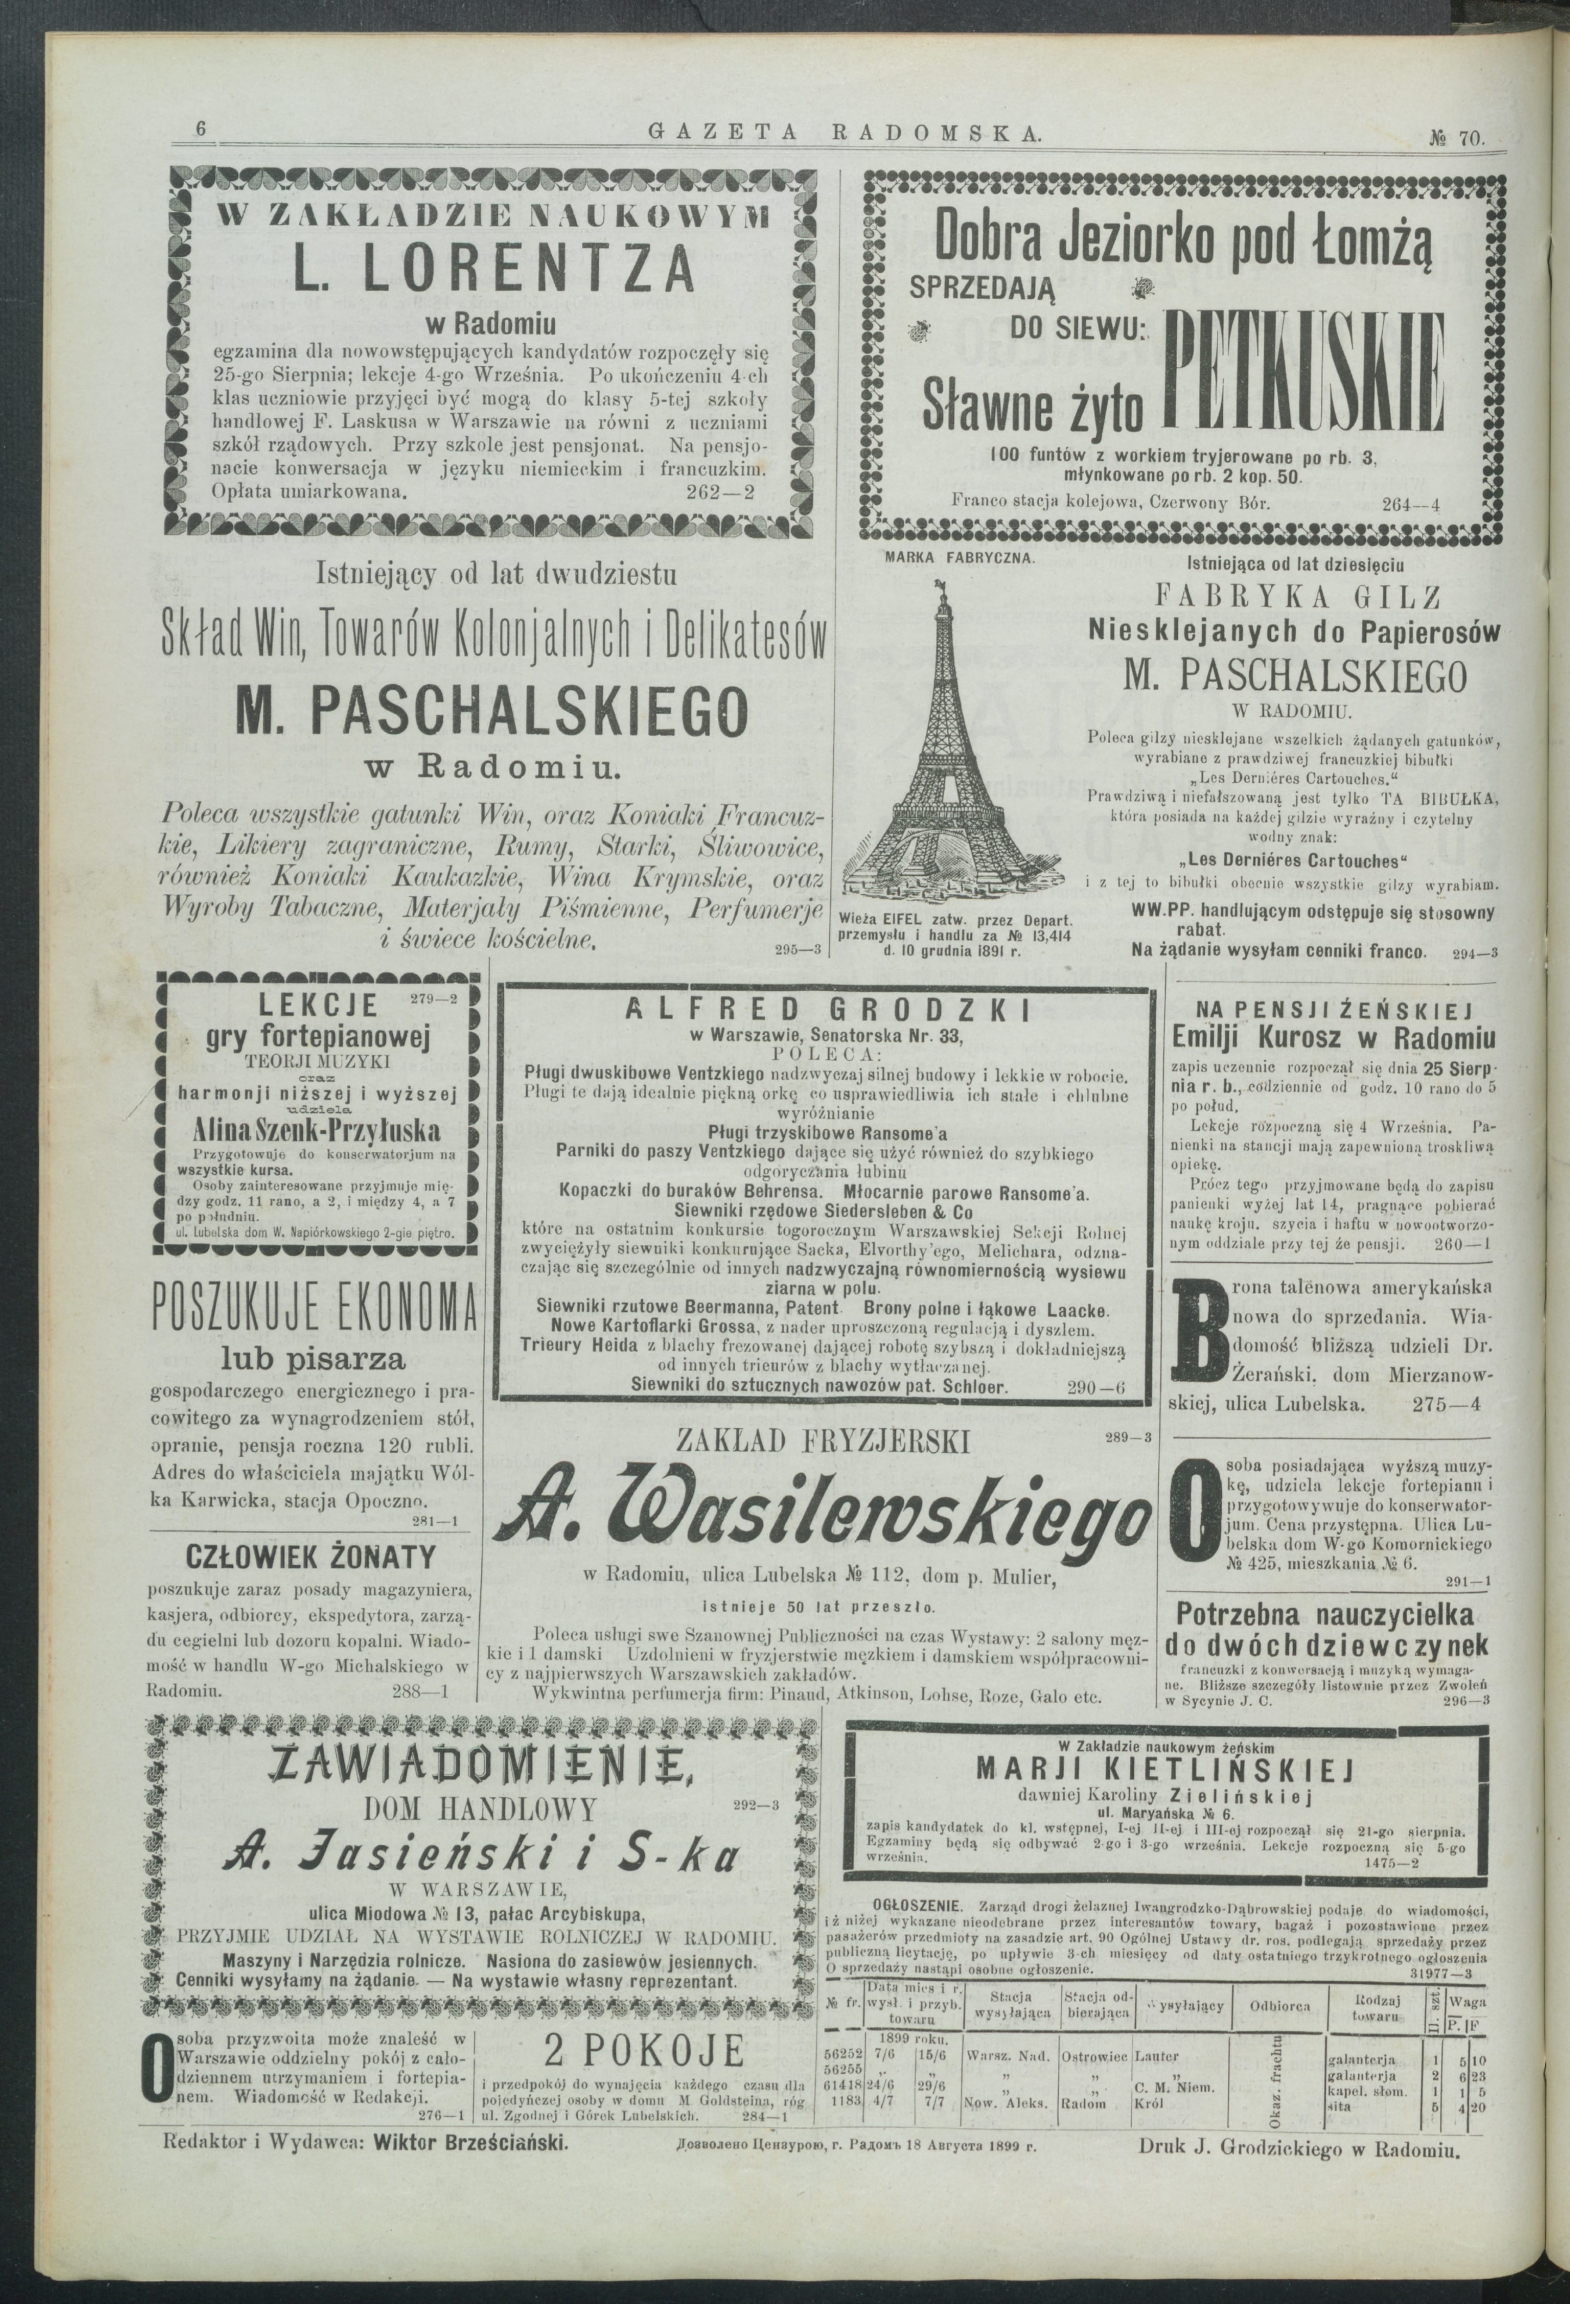 6
GAZETA RADOMSKA.
№ 70.
W ZAKŁADZIE NAUKOWYM
L. LORENTZA
w Radomiu
egzamina dla nowowstępujących kandydatów rozpoczęły się
25-go Sierpnia; lekcje 4-go Września. Po ukończeniu 4-ch
klas uczniowie przyjęci być mogą do klasy 5-tej szkoły
handlowej F. Laskusa w Warszawie na równi z uczniami
szkół rządowych. Przy szkole jest pensjonat. Na pensjo-
nacie konwersacja w języku niemieckim i francuzkim.
Opłata umiarkowana. 262—2
Dobra Jeziorko pod Łomżą
SPRZEDAJĄ
DO SIEWU:
Sławne żyto PETKUSKIE
100 funtów z workiem tryjerowane po rb. 3,
młynkowane po rb. 2 kop. 50.
Franco stacja kolejowa, Czerwony Bór. 264—4
Istniejący od lat dwudziestu
Skład Win, Towarów Kolonjalnych i Delikatesów
M. PASCHALSKIEGO
w Radomiu.
Poleca wszystkie gatunki Win, oraz Koniaki Francuz-
kie, Likiery zagraniczne, Rumy, Starki, Śliwowice,
również Koniaki Kaukazkie, Wina Krymskie, oraz
Wyroby Tabaczne, Materjały Piśmienne, Perfumerje
i świece kościelne.
295—3
MARKA FABRYCZNA.
Wieża EIFEL zatw. przez Depart.
przemysłu i handlu za № 13,414
d. 10 grudnia 1891 r.
Istniejąca od lat dziesięciu
FABRYKA GILZ
Niesklejanych do Papierosów
M. PASCHALSKIEGO
W RADOMIU.
Poleca gilzy niesklejane wszelkich żądanych gatunków,
wyrabiane z prawdziwej francuzkiej bibułki
„Les Derniéres Cartouches.“
Prawdziwą i niefałszowaną jest tylko TA BIBUŁKA,
która posiada na każdej gilzie wyraźny i czytelny
wodny znak:
„Les Derniéres Cartouches“
i z tej to bibułki obecnie wszystkie gilzy wyrabiam.
WW.PP. handlującym odstępuje się stosowny
rabat.
Na żądanie wysyłam cenniki franco. 294—3
LEKCJE 279—2
gry fortepianowej
TEORJI MUZYKI
oraz
harmonji niższej i wyższej
udziela
Alina Szenk-Przyłuska
Przygotowuje do konserwatorjum na
wszystkie kursa.
Osoby zainteresowane przyjmuje mię-
dzy godz. 11 rano, a 2, i między 4, a 7
po południu.
ul. Lubelska dom W. Napiórkowskiego 2-gie piętro.
POSZUKUJE EKONOMA
lub pisarza
gospodarczego energicznego i pra-
cowitego za wynagrodzeniem stół,
opranie, pensja roczna 120 rubli.
Adres do właściciela majątku Wól-
ka Karwicka, stacja Opoczno.
281—1
CZŁOWIEK ŻONATY
poszukuje zaraz posady magazyniera,
kasjera, odbiorcy, ekspedytora, zarzą-
du cegielni lub dozoru kopalni. Wiado-
mość w handlu W-go Michalskiego w
Radomiu. 288—1
ALFRED GRODZKI
w Warszawie, Senatorska Nr. 33,
POLECA:
Pługi dwuskibowe Ventzkiego nadzwyczaj silnej budowy i lekkie w robocie.
Pługi te dają idealnie piękną orkę co usprawiedliwia ich stałe i chlubne
wyróżnianie
Pługi trzyskibowe Ransome'a
Parniki do paszy Ventzkiego dające się użyć również do szybkiego
odgoryczania łubinu
Kopaczki do buraków Behrensa. Młocarnie parowe Ransome'a.
Siewniki rzędowe Siedersleben & Co
które na ostatnim konkursie togorocznym Warszawskiej Sekcji Rolnej
zwyciężyły siewniki konkurujące Sacka, Elvorthy'ego, Melichara, odzna-
czając się szczególnie od innych nadzwyczajną równomiernością wysiewu
ziarna w polu.
Siewniki rzutowe Beermanna, Patent. Brony polne i łąkowe Laacke.
Nowe Kartoflarki Grossa, z nader uproszczoną regulacją i dyszlem.
Trieury Heida z blachy frezowanej dającej robotę szybszą i dokładniejszą
od innych trieurów z blachy wytłaczanej.
Siewniki do sztucznych nawozów pat. Schloer. 290—6
ZAKŁAD FRYZJERSKI 289—3
A. Wasilewskiego
w Radomiu, ulica Lubelska № 112, dom p. Mulier,
istnieje 50 lat przeszło.
Poleca usługi swe Szanownej Publiczności na czas Wystawy: 2 salony męz-
kie i 1 damski Uzdolnieni w fryzjerstwie męzkiem i damskiem współpracowni-
cy z najpierwszych Warszawskich zakładów.
Wykwintna perfumerja firm: Pinaud, Atkinson, Lohse, Roze, Galo etc.
NA PENSJI ŻEŃSKIEJ
Emilji Kurosz w Radomiu
zapis uczennic rozpoczął się dnia 25 Sierp-
nia r. b., codziennie od godz. 10 rano do 5
po połud.
Lekcje rozpoczną się 4 Września. Pa-
nienki na stancji mają zapewnioną troskliwą
opiekę.
Prócz tego przyjmowane będą do zapisu
panienki wyżej lat 14, pragnące pobierać
naukę kroju, szycia i haftu w nowootworzo-
nym oddziale przy tej że pensji. 260—1
Brona talerzowa amerykańska
nowa do sprzedania. Wia-
domość bliższą udzieli Dr.
Żerański, dom Mierzanow-
skiej, ulica Lubelska. 275—4
Osoba posiadająca wyższą muzy-
kę, udziela lekcje fortepianu i
przygotowywuje do konserwator-
jum. Cena przystępna. Ulica Lu-
belska dom W-go Komornickiego
№ 425, mieszkania № 6.
291—1
Potrzebna nauczycielka
do dwóch dziewczynek
francuzki z konwersacją i muzyką wymaga-
ne. Bliższe szczegóły listownie przez Zwoleń
w Sycynie J. C. 296—3
ZAWIADOMIENIE.
DOM HANDLOWY 292—3
A. Jasieński i S-ka
W WARSZAWIE,
ulica Miodowa № 13, pałac Arcybiskupa,
PRZYJMIE UDZIAŁ NA WYSTAWIE ROLNICZEJ W RADOMIU.
Maszyny i Narzędzia rolnicze. Nasiona do zasiewów jesiennych.
Cenniki wysyłamy na żądanie. — Na wystawie własny reprezentant.
Osoba przyzwoita może znaleść w
Warszawie oddzielny pokój z cało-
dziennem utrzymaniem i fortepia-
nem. Wiadomość w Redakcji.
276—1
2 POKOJE
i przedpokój do wynajęcia każdego czasu dla
pojedyńczej osoby w domu M Goldsteina, róg
ul. Zgodnej i Górek Lubelskich. 284—1
W Zakładzie naukowym żeńskim
MARJI KIETLIŃSKIEJ
dawniej Karoliny Zielińskiej
ul. Maryańska № 6.
zapis kandydatek do kl. wstępnej, I-ej II-ej i III-ej rozpoczął się 21-go sierpnia.
Egzaminy będą się odbywać 2-go i 3-go września. Lekcje rozpoczną się 5-go
września. 1475—2
OGŁOSZENIE. Zarząd drogi żelaznej Iwangrodzko-Dąbrowskiej podaje do wiadomości,
iż niżej wykazane nieodebrane przez interesantów towary, bagaż i pozostawione przez
pasażerów przedmioty na zasadzie art. 90 Ogólnej Ustawy dr. ros. podlegają sprzedaży przez
publiczną licytację, po upływie 3-ch miesięcy od daty ostatniego trzykrotnego ogłoszenia
O sprzedaży nastąpi osobne ogłoszenie. 31977—3
№ fr. Data mies i r. wysł. i przyb. towaru Stacja wysyłająca Stacja od-bierająca Wysyłający Odbiorca Rodzaj towaru Il. szt. Waga P. F
1899 roku.
56252 7/6 15/6 Warsz. Nad. Ostrowiec Lauter Okaz. frachtu galanterja 1 5 10
56255 „ „ „ „ „ galanterja 2 6 23
61418 24/6 29/6 „ „ C. M. Niem. kapel. słom. 1 1 5
1183 4/7 7/7 Now. Aleks. Radom Król sita 5 4 20
Redaktor i Wydawca: Wiktor Brześciański.
Дозволено Цензурою, г. Радомъ 18 Августа 1899 г.
Druk J. Grodzickiego w Radomiu.